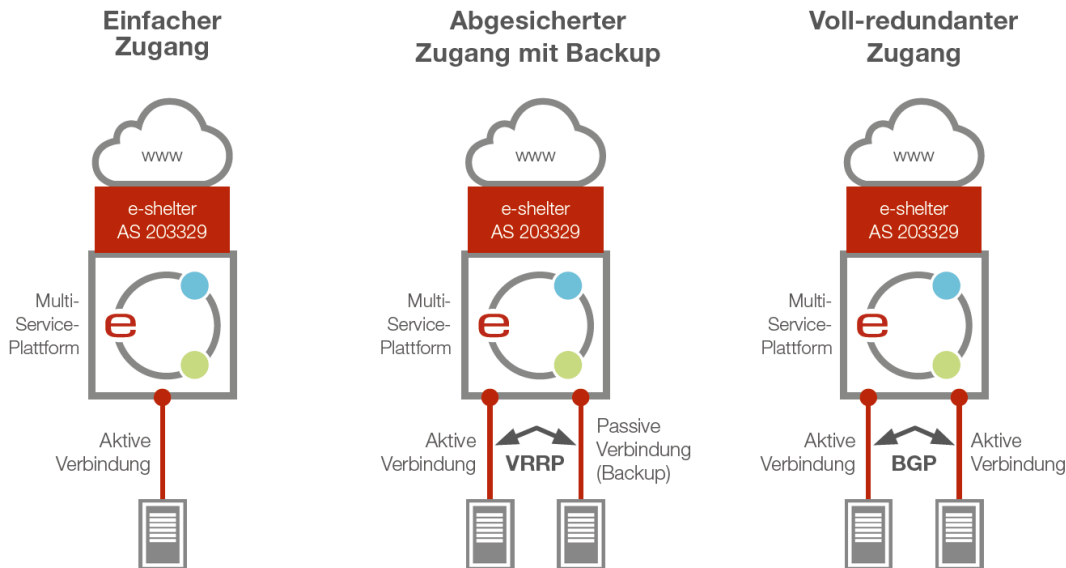 Einfacher
Zugang
www
e-shelter
AS 203329
Multi-
Service-
Plattform
e
Aktive
Verbindung
Abgesicherter
Zugang mit Backup
www
e-shelter
AS 203329
Multi-
Service-
Plattform
e
Aktive
Verbindung
VRRP
Passive
Verbindung
(Backup)
Voll-redundanter
Zugang
www
e-shelter
AS 203329
Multi-
Service-
Plattform
e
Aktive
Verbindung
BGP
Aktive
Verbindung